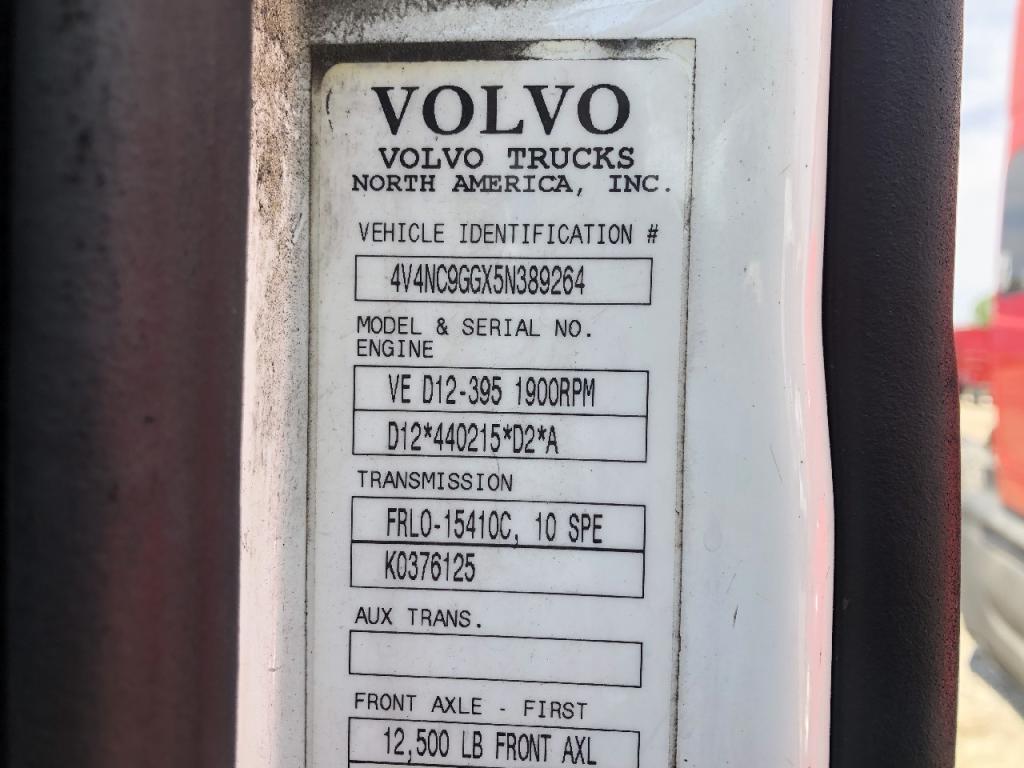 VOLVO
VOLVO TRUCKS
NORTH AMERICA, INC.
VEHICLE IDENTIFICATION #
4V4NC9GGX5N389264
MODEL & SERIAL NO.
ENGINE
VE D12-395 1900RPM
D12*440215*D2*A
TRANSMISSION
FRLO-15410C, 10 SPE
K0376125
AUX TRANS.
FRONT AXLE - FIRST
12,500 LB FRONT AXL